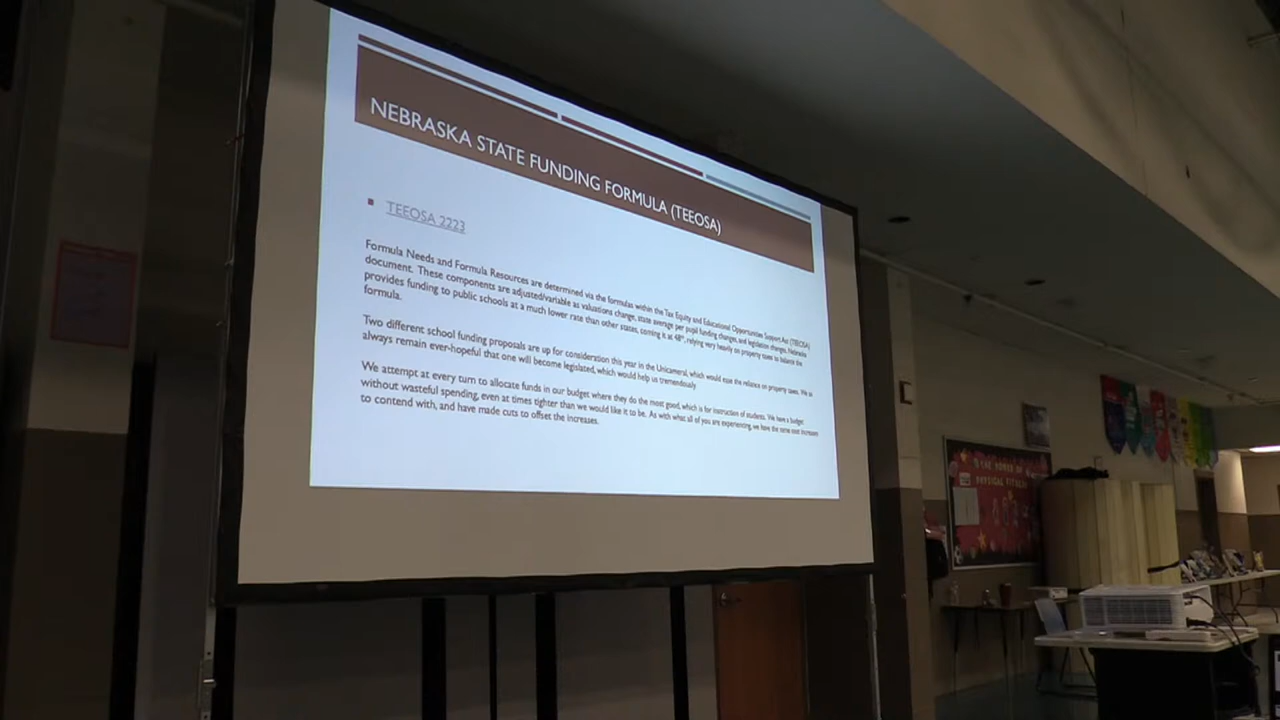 NEBRASKA STATE FUNDING FORMULA (TEEOSA)
TEEOSA 2223
Formula Needs and Formula Resources are determined via the formulas within the Tax Equity and Educational Opportunities Support Act (TEEOSA)
document. These components are adjusted/variable as valuations change, state average per pupil funding changes, and legislation changes. Nebraska
provides funding to public schools at a much lower rate than other states, coming it at 48th, relying very heavily on property taxes to balance the
formula.
Two different school funding proposals are up for consideration this year in the Unicameral, which would ease the reliance on property taxes. We
always remain ever-hopeful that one will become legislated, which would help us tremendously
We attempt at every turn to allocate funds in our budget where they do the most good, which is for instruction of students. We have a budget
without wasteful spending, even at times tighter than we would like it to be. As with what all of you are experiencing, we have the same cost increases
to contend with, and have made cuts to offset the increases.
THE POWER OF
PHYSICAL FITNESS